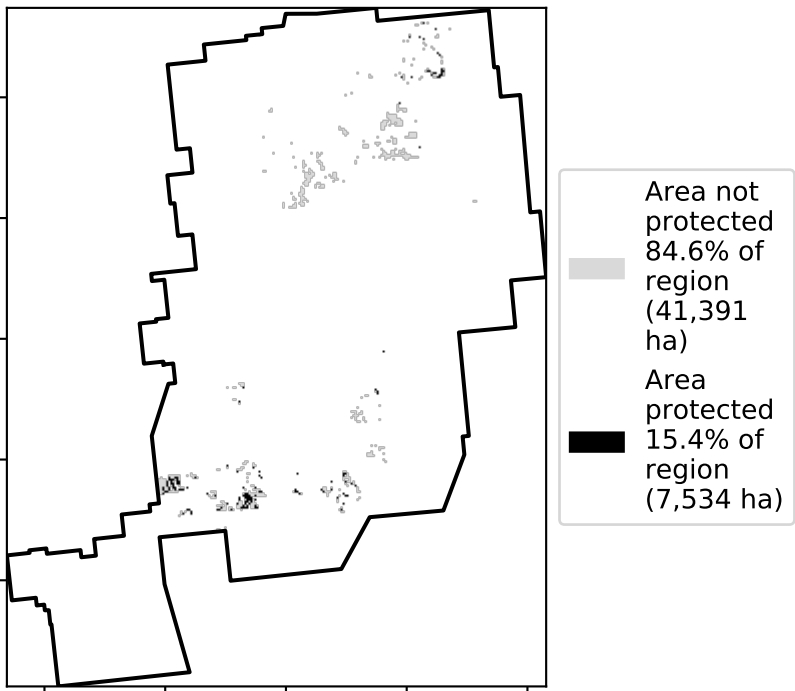 Area not
protected
84.6% of
region
(41,391
ha)
Area
protected
15.4% of
region
(7,534 ha)